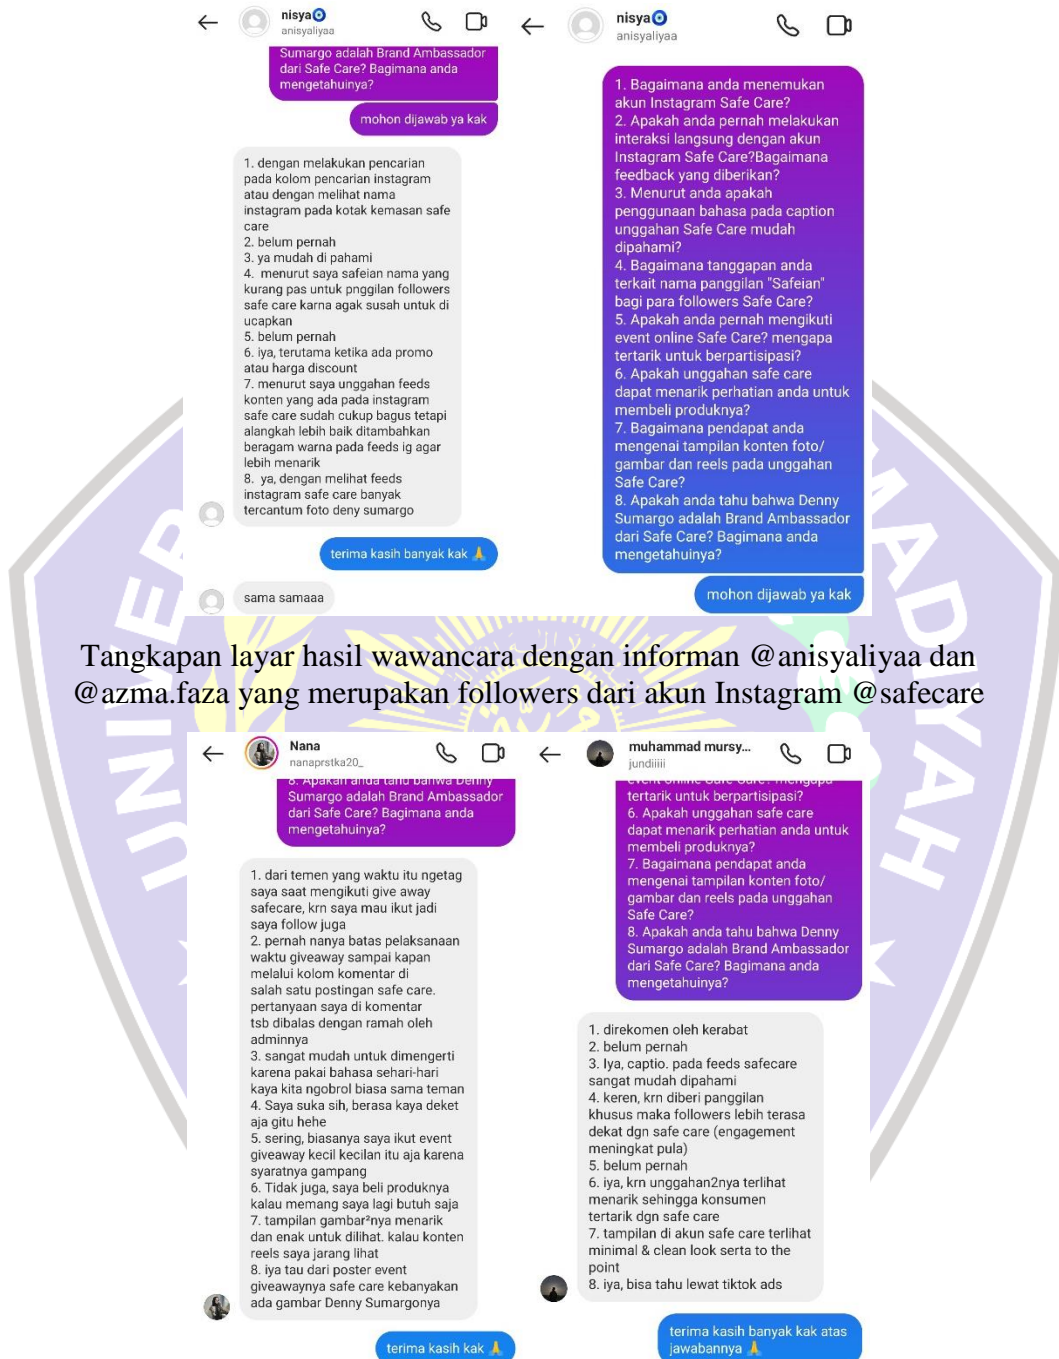 nisya
anisyaliyaa
Sumargo adalah Brand Ambassador
dari Safe Care? Bagimana anda
mengetahuinya?
mohon dijawab ya kak
1. dengan melakukan pencarian
pada kolom pencarian instagram
atau dengan melihat nama
instagram pada kotak kemasan safe
care
2. belum pernah
3. ya mudah di pahami
4. menurut saya safeian nama yang
kurang pas untuk pnggilan followers
safe care karna agak susah untuk di
ucapkan
5. belum pernah
6. iya, terutama ketika ada promo
atau harga discount
7. menurut saya unggahan feeds
konten yang ada pada instagram
safe care sudah cukup bagus tetapi
alangkah lebih baik ditambahkan
beragam warna pada feeds ig agar
lebih menarik
8. ya, dengan melihat feeds
instagram safe care banyak
tercantum foto deny sumargo
terima kasih banyak kak 🙏
sama samaaa
nisya
anisyaliyaa
1. Bagaimana anda menemukan
akun Instagram Safe Care?
2. Apakah anda pernah melakukan
interaksi langsung dengan akun
Instagram Safe Care?Bagaimana
feedback yang diberikan?
3. Menurut anda apakah
penggunaan bahasa pada caption
unggahan Safe Care mudah
dipahami?
4. Bagaimana tanggapan anda
terkait nama panggilan "Safeian"
bagi para followers Safe Care?
5. Apakah anda pernah mengikuti
event online Safe Care? mengapa
tertarik untuk berpartisipasi?
6. Apakah unggahan safe care
dapat menarik perhatian anda untuk
membeli produknya?
7. Bagaimana pendapat anda
mengenai tampilan konten foto/
gambar dan reels pada unggahan
Safe Care?
8. Apakah anda tahu bahwa Denny
Sumargo adalah Brand Ambassador
dari Safe Care? Bagimana anda
mengetahuinya?
mohon dijawab ya kak
Tangkapan layar hasil wawancara dengan informan @anisyaliyaa dan
@azma.faza yang merupakan followers dari akun Instagram @safecare
Nana
nanaprstka20_
8. Apakah anda tahu bahwa Denny
Sumargo adalah Brand Ambassador
dari Safe Care? Bagimana anda
mengetahuinya?
1. dari temen yang waktu itu ngetag
saya saat mengikuti give away
safecare, krn saya mau ikut jadi
saya follow juga
2. pernah nanya batas pelaksanaan
waktu giveaway sampai kapan
melalui kolom komentar di
salah satu postingan safe care.
pertanyaan saya di komentar
tsb dibalas dengan ramah oleh
adminnya
3. sangat mudah untuk dimengerti
karena pakai bahasa sehari-hari
kaya kita ngobrol biasa sama teman
4. Saya suka sih, berasa kaya deket
aja gitu hehe
5. sering, biasanya saya ikut event
giveaway kecil kecilan itu aja karena
syaratnya gampang
6. Tidak juga, saya beli produknya
kalau memang saya lagi butuh saja
7. tampilan gambar²nya menarik
dan enak untuk dilihat. kalau konten
reels saya jarang lihat
8. iya tau dari poster event
giveawaynya safe care kebanyakan
ada gambar Denny Sumargonya
terima kasih kak 🙏
muhammad mursy...
jundiiiii
event online Safe Care? mengapa
tertarik untuk berpartisipasi?
6. Apakah unggahan safe care
dapat menarik perhatian anda untuk
membeli produknya?
7. Bagaimana pendapat anda
mengenai tampilan konten foto/
gambar dan reels pada unggahan
Safe Care?
8. Apakah anda tahu bahwa Denny
Sumargo adalah Brand Ambassador
dari Safe Care? Bagimana anda
mengetahuinya?
1. direkomen oleh kerabat
2. belum pernah
3. Iya, captio. pada feeds safecare
sangat mudah dipahami
4. keren, krn diberi panggilan
khusus maka followers lebih terasa
dekat dgn safe care (engagement
meningkat pula)
5. belum pernah
6. iya, krn unggahan2nya terlihat
menarik sehingga konsumen
tertarik dgn safe care
7. tampilan di akun safe care terlihat
minimal & clean look serta to the
point
8. iya, bisa tahu lewat tiktok ads
terima kasih banyak kak atas
jawabannya 🙏